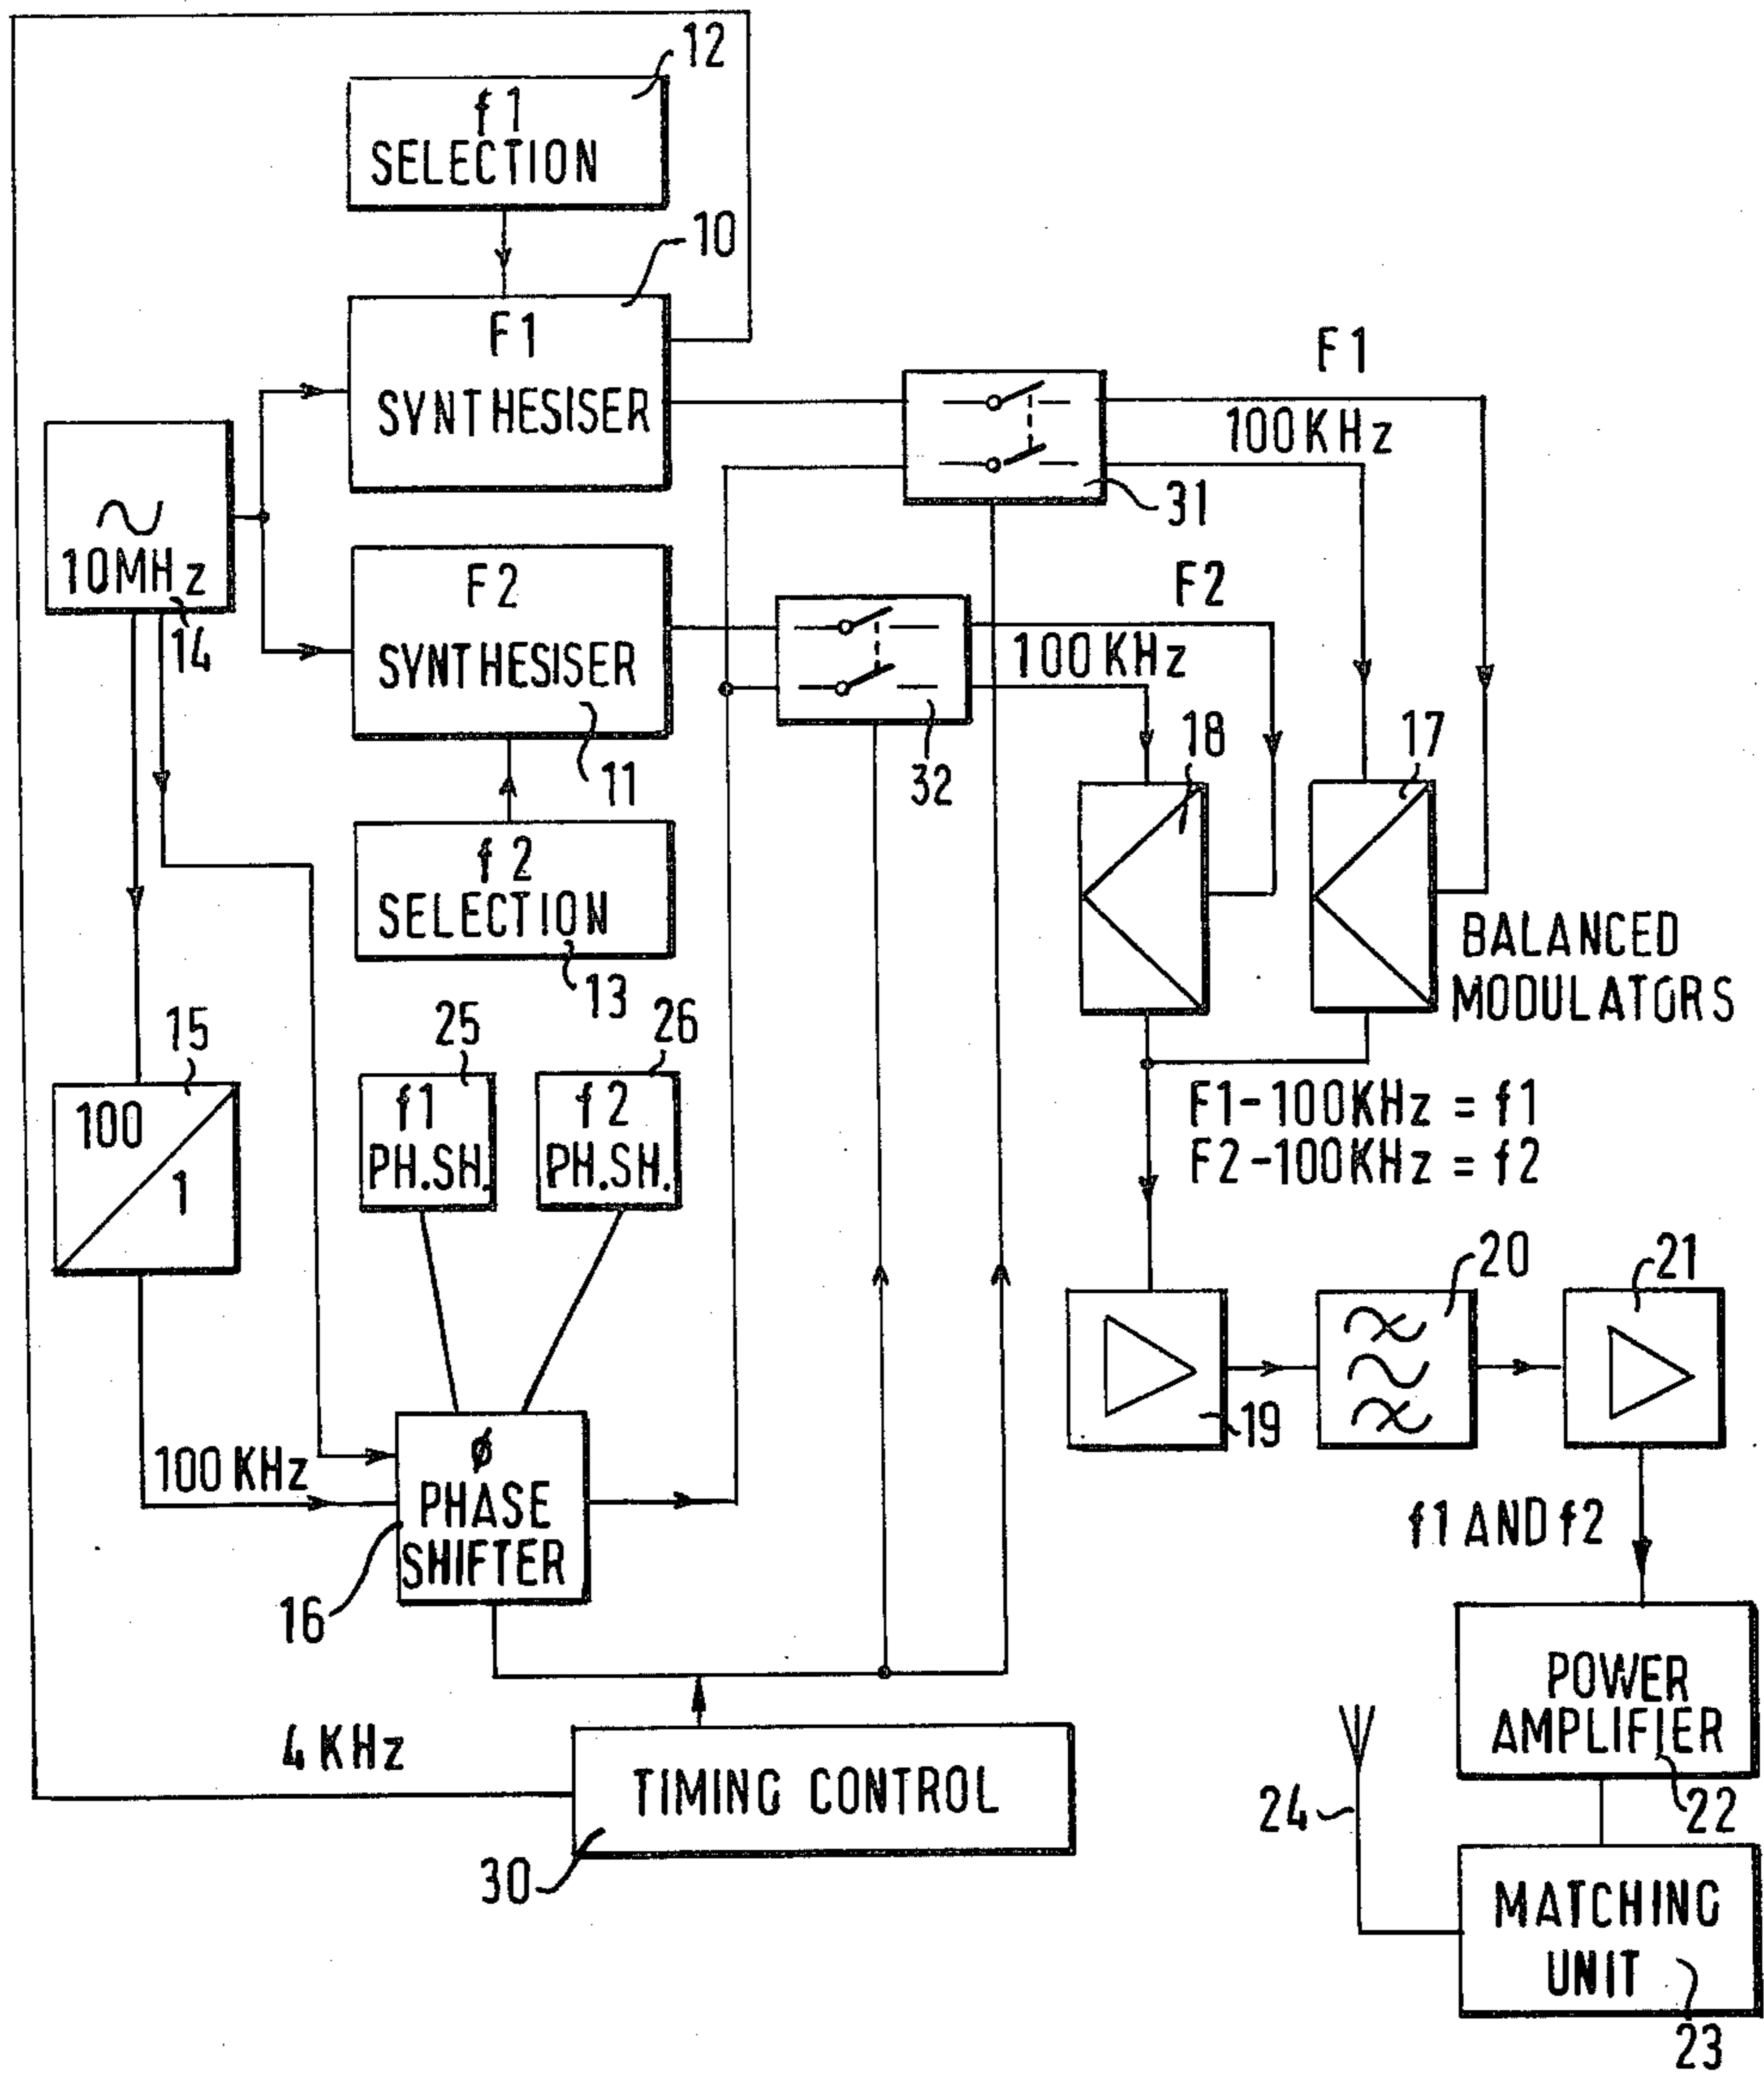 12
f1
SELECTION
10
F1
SYNTHESISER
F1
100KHz
31
10MHz
14
F2
SYNTHESISER
11
F2
100KHz
32
18
17
f2
SELECTION
13
BALANCED
MODULATORS
15
100
1
25
f1
PH.SH.
26
f2
PH.SH.
F1-100KHz = f1
F2-100KHz = f2
19
20
21
100KHz
ø
PHASE
SHIFTER
16
f1 AND f2
POWER
AMPLIFIER
22
4KHz
TIMING CONTROL
30
24
MATCHING
UNIT
23